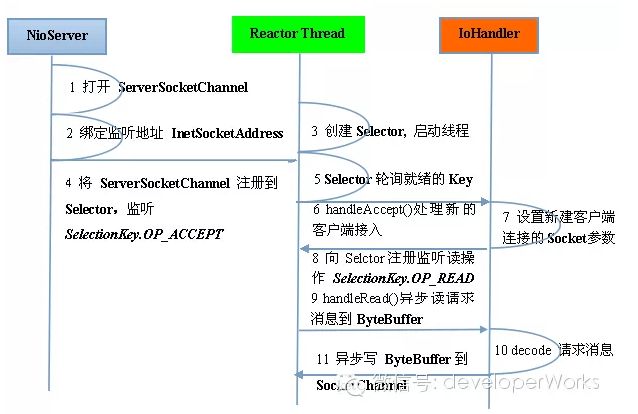 NioServer
Reactor Thread
IoHandler
1 打开 ServerSocketChannel
2 绑定监听地址 InetSocketAddress
3 创建 Selector, 启动线程
4 将 ServerSocketChannel 注册到
Selector，监听
SelectionKey.OP_ACCEPT
5 Selector 轮询就绪的 Key
6 handleAccept()处理新的
客户端接入
7 设置新建客户端
连接的 Socket参数
8 向 Selctor 注册监听读操
作 SelectionKey.OP_READ
9 handleRead()异步读请求
消息到 ByteBuffer
10 decode 请求消息
11 异步写 ByteBuffer 到
SocketChannel
微信号: developerWorks